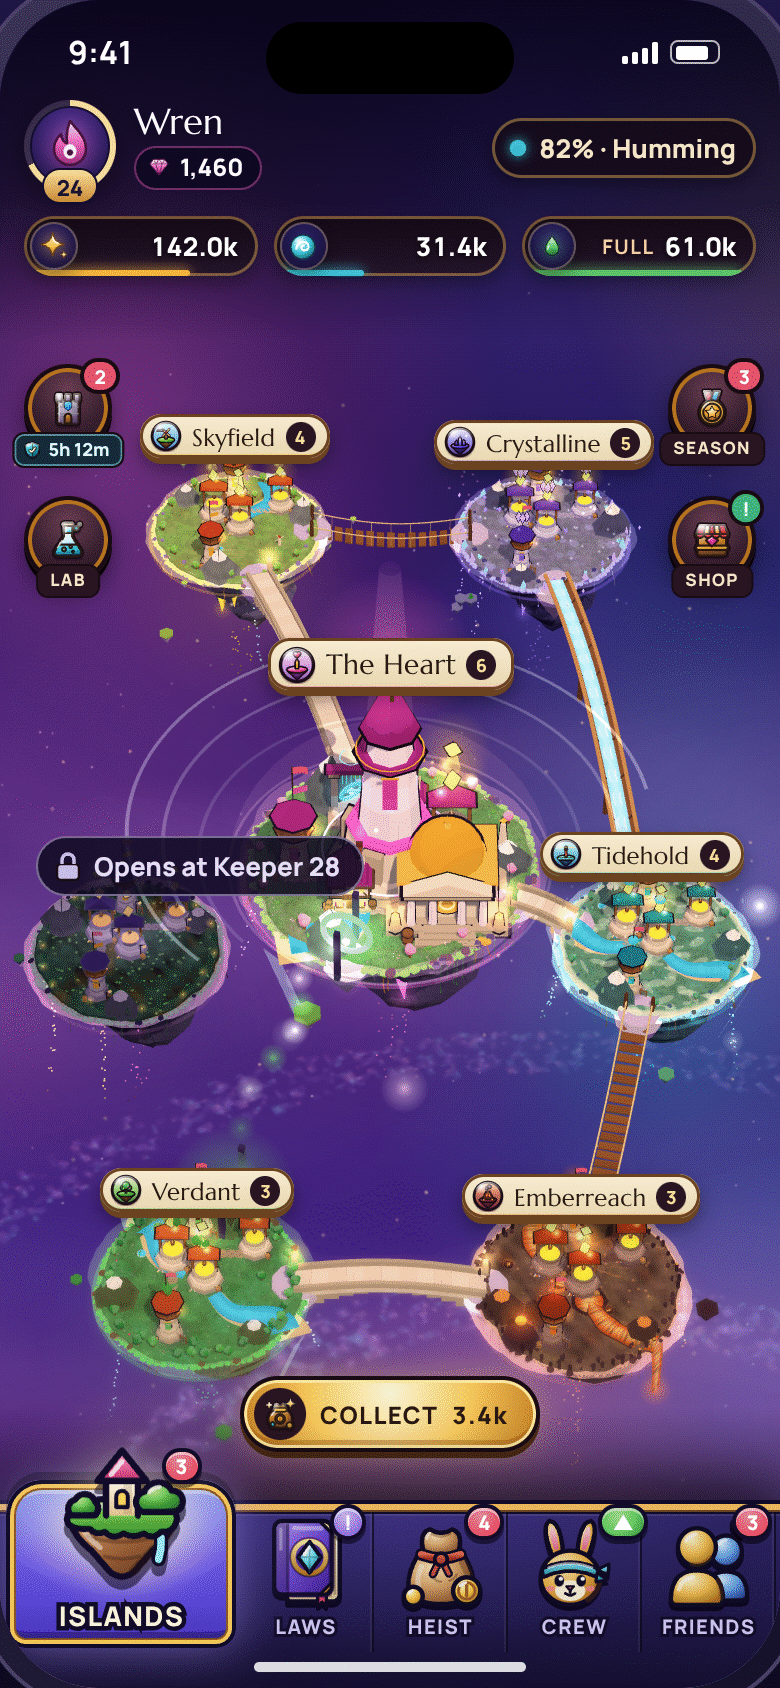 9:41
Wren
1,460
24
82% · Humming
142.0k
31.4k
FULL 61.0k
2
5h 12m
Skyfield 4
Crystalline 5
3
SEASON
LAB
!
SHOP
The Heart 6
Opens at Keeper 28
Tidehold 4
Verdant 3
Emberreach 3
COLLECT 3.4k
3
ISLANDS
!
LAWS
4
HEIST
CREW
3
FRIENDS